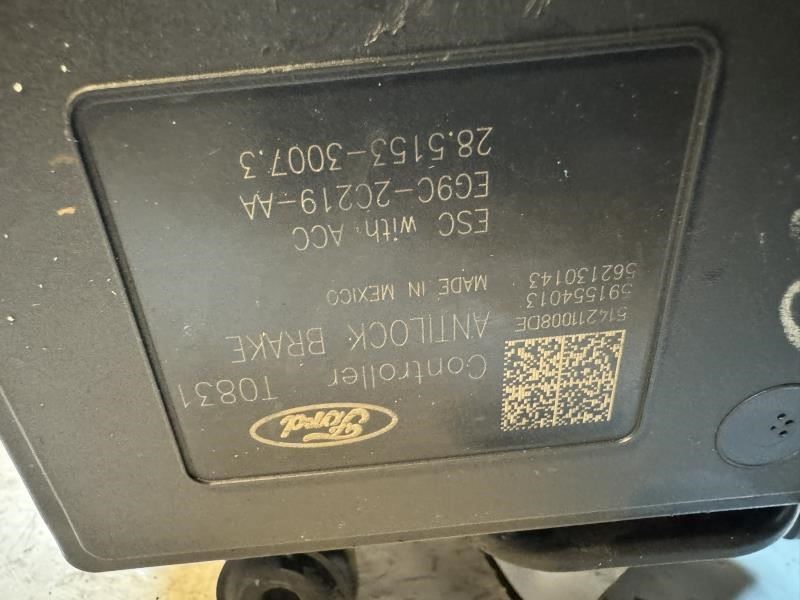 Ford
Controller T0831
ANTILOCK BRAKE
514211008DE
591554013
562130143
MADE IN MEXICO
ESC with ACC
EG9C-2C219-AA
28.5153-3007.3